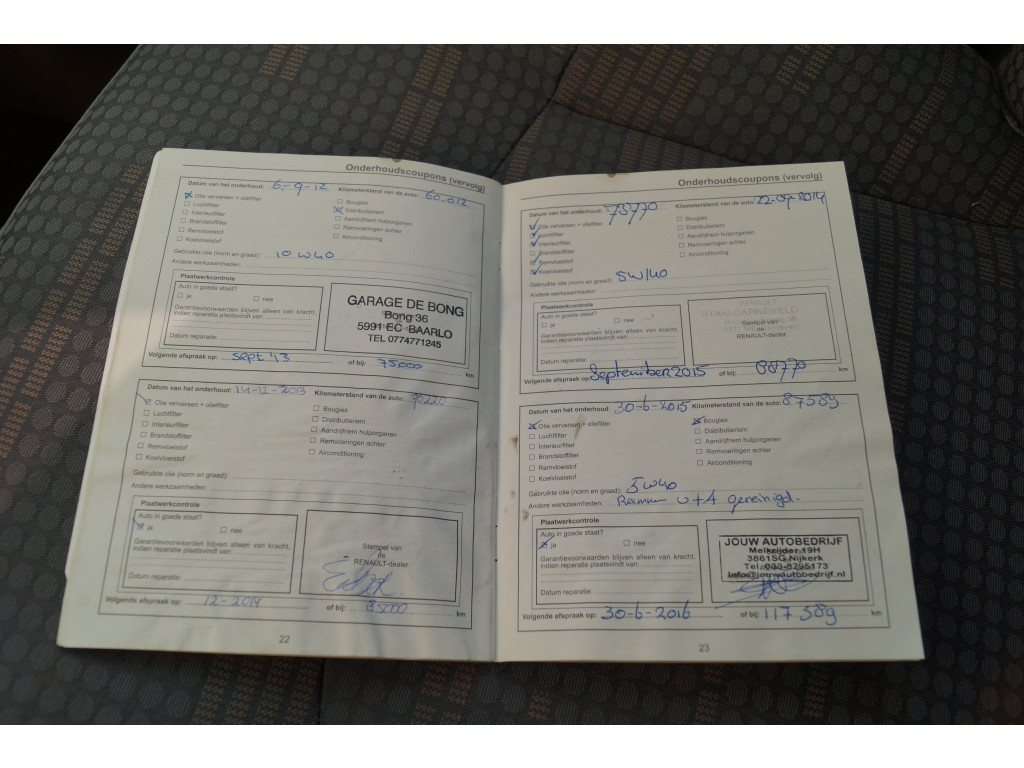 Onderhoudscoupons (vervolg)
Datum van het onderhoud: 6-9-12 Kilometerstand van de auto: 60.612
Olie verversen + oliefilter
Luchtfilter
Interieurfilter
Brandstoffilter
Remvloeistof
Koelvloeistof
Bougies
Distributieriem
Aandrijfriem hulporganen
Remvoeringen achter
Airconditioning
Gebruikte olie (norm en graad): 10W40
Andere werkzaamheden:
Plaatwerkcontrole
Auto in goede staat?
ja nee
Garantievoorwaarden blijven alleen van kracht,
indien reparatie plaatsvindt van:
Datum reparatie:
GARAGE DE BONG
Bong 36
5991 EC BAARLO
TEL 0774771245
Volgende afspraak op: sept '13 of bij: 75000 km
Datum van het onderhoud: 14-12-2013 Kilometerstand van de auto: 70220
Olie verversen + oliefilter
Luchtfilter
Interieurfilter
Brandstoffilter
Remvloeistof
Koelvloeistof
Bougies
Distributieriem
Aandrijfriem hulporganen
Remvoeringen achter
Airconditioning
Gebruikte olie (norm en graad):
Andere werkzaamheden:
Plaatwerkcontrole
Auto in goede staat?
ja nee
Garantievoorwaarden blijven alleen van kracht,
indien reparatie plaatsvindt van:
Datum reparatie:
Stempel van
de
RENAULT-dealer
Volgende afspraak op: 12-2014 of bij: 85000 km
22
Onderhoudscoupons (vervolg)
Datum van het onderhoud: 73770 Kilometerstand van de auto: 22-09-2014
Olie verversen + oliefilter
Luchtfilter
Interieurfilter
Brandstoffilter
Remvloeistof
Koelvloeistof
Bougies
Distributieriem
Aandrijfriem hulporganen
Remvoeringen achter
Airconditioning
Gebruikte olie (norm en graad): 5W40
Andere werkzaamheden:
Plaatwerkcontrole
Auto in goede staat?
ja nee
Garantievoorwaarden blijven alleen van kracht,
indien reparatie plaatsvindt van:
Datum reparatie:
RENAULT
Stempel van
de
RENAULT-dealer
Volgende afspraak op: September 2015 of bij: 88770 km
Datum van het onderhoud: 30-6-2015 Kilometerstand van de auto: 87589
Olie verversen + oliefilter
Luchtfilter
Interieurfilter
Brandstoffilter
Remvloeistof
Koelvloeistof
Bougies
Distributieriem
Aandrijfriem hulporganen
Remvoeringen achter
Airconditioning
Gebruikte olie (norm en graad): 5W40
Andere werkzaamheden: Remmen V+A gereinigd.
Plaatwerkcontrole
Auto in goede staat?
ja nee
Garantievoorwaarden blijven alleen van kracht,
indien reparatie plaatsvindt van:
Datum reparatie:
JOUW AUTOBEDRIJF
Melkrijder 19H
3861SG Nijkerk
Tel. 033-8795173
info@jouwautobedrijf.nl
Volgende afspraak op: 30-6-2016 of bij: 117589 km
23